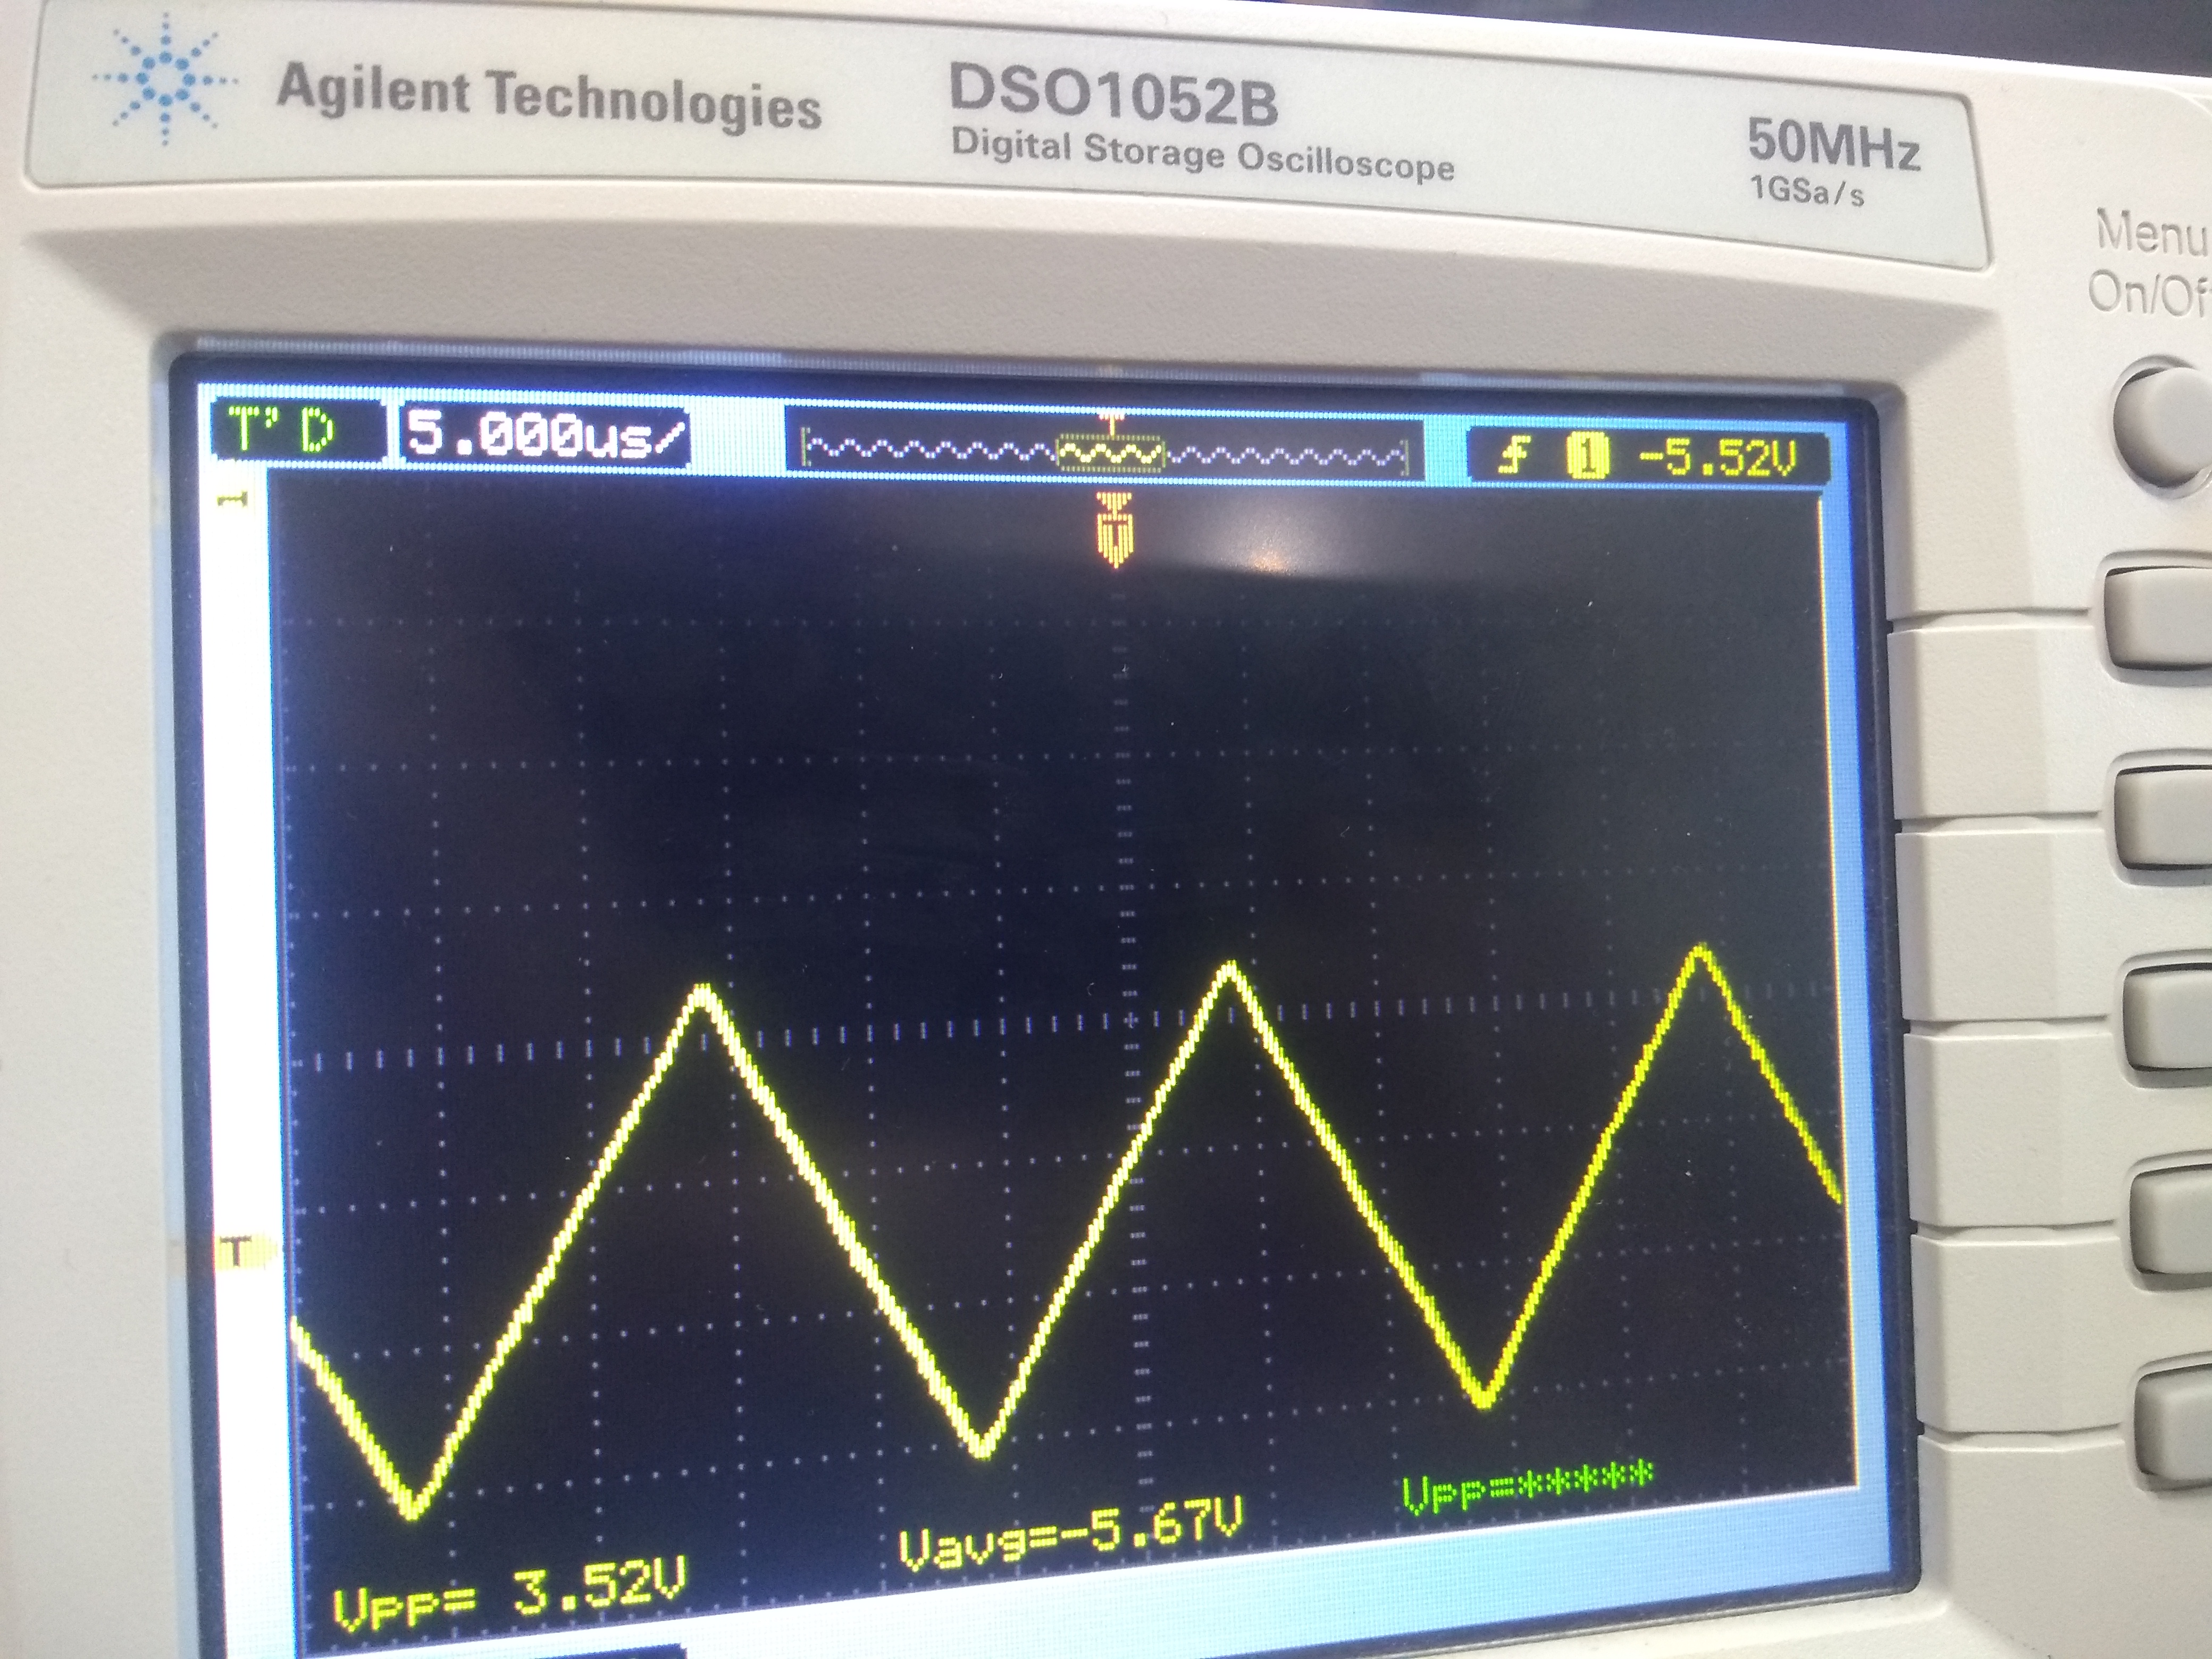 Agilent Technologies
DSO1052B
Digital Storage Oscilloscope
50MHz
1GSa/s
Menu
On/Of
T'D 5.000us/ T 1 -5.52V
1
T
T
Vpp= 3.52V Vavg=-5.67V Vpp=*****